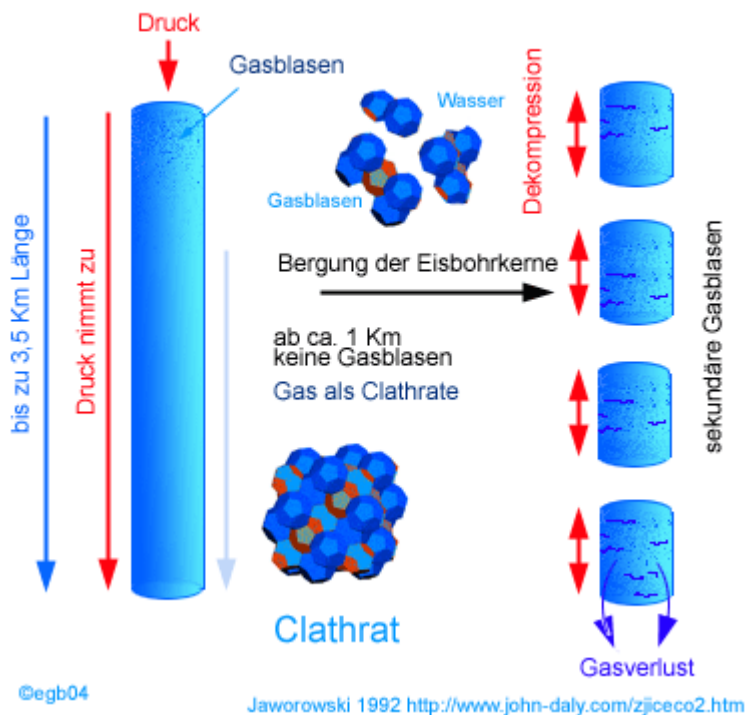 Druck
Gasblasen
bis zu 3,5 Km Länge
Druck nimmt zu
Wasser
Gasblasen
Dekompression
Bergung der Eisbohrkerne
ab ca. 1 Km
keine Gasblasen
Gas als Clathrate
sekundäre Gasblasen
Clathrat
Gasverlust
©egb04
Jaworowski 1992 http://www.john-daly.com/zjiceco2.htm